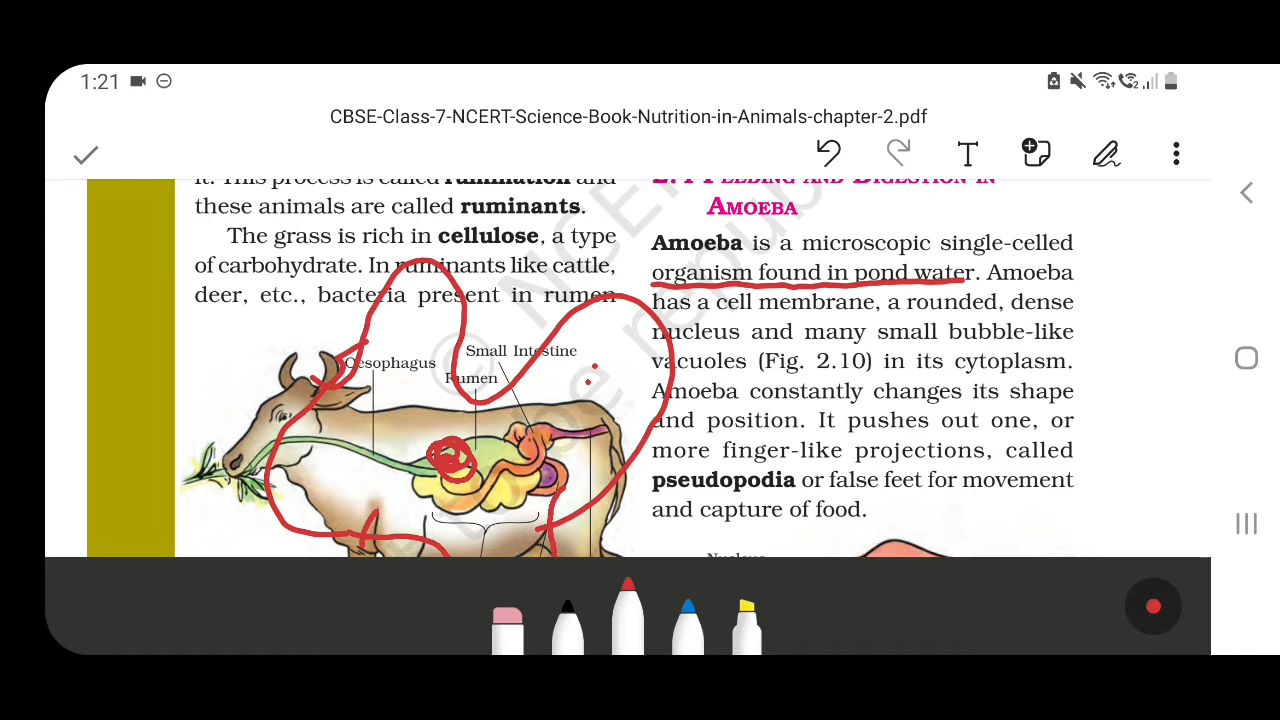 1:21
CBSE-Class-7-NCERT-Science-Book-Nutrition-in-Animals-chapter-2.pdf
T
it. This process is called rumination and
these animals are called ruminants.
The grass is rich in cellulose, a type
of carbohydrate. In ruminants like cattle,
deer, etc., bacteria present in rumen
Oesophagus
Small Intestine
Rumen
FEEDING AND DIGESTION IN
AMOEBA
Amoeba is a microscopic single-celled
organism found in pond water. Amoeba
has a cell membrane, a rounded, dense
nucleus and many small bubble-like
vacuoles (Fig. 2.10) in its cytoplasm.
Amoeba constantly changes its shape
and position. It pushes out one, or
more finger-like projections, called
pseudopodia or false feet for movement
and capture of food.
Nucleus